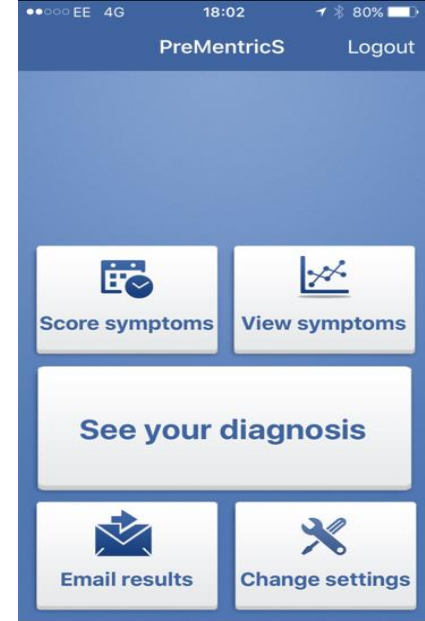 EE 4G 18:02 80%
PreMentricS Logout
Score symptoms View symptoms
See your diagnosis
Email results Change settings